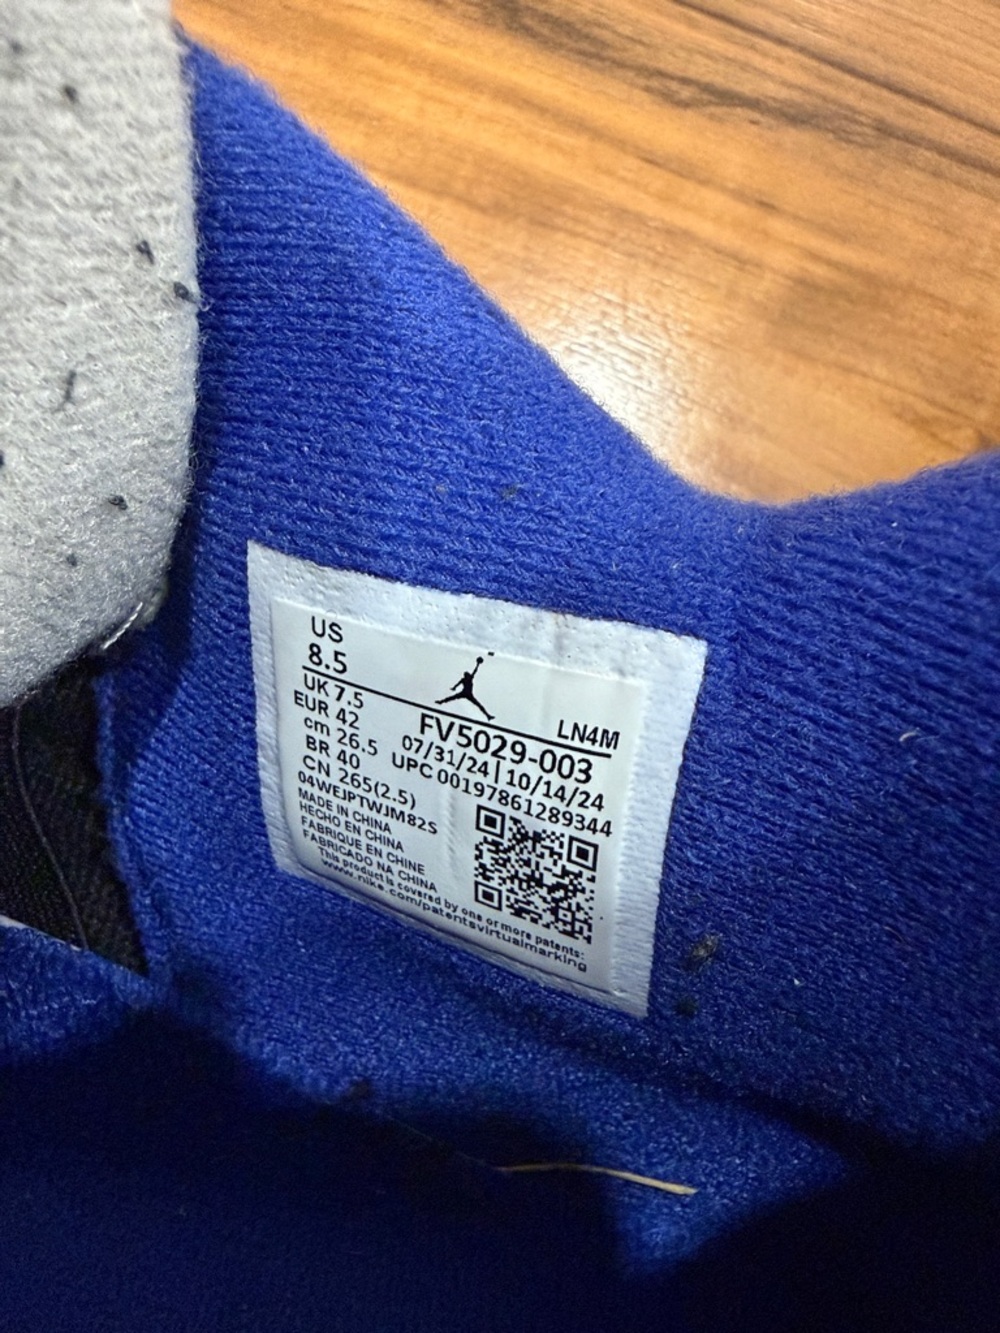 US
8.5
LN4M
UK 7.5
EUR 42
FV5029-003
cm 26.5
07/31/24|10/14/24
BR 40
UPC 00197861289344
CN 265(2.5)
04WEJPTWJM82S
MADE IN CHINA
HECHO EN CHINA
FABRIQUE EN CHINE
FABRICADO NA CHINA
This product is covered by one or more patents:
www.nike.com/patentsvirtualmarking